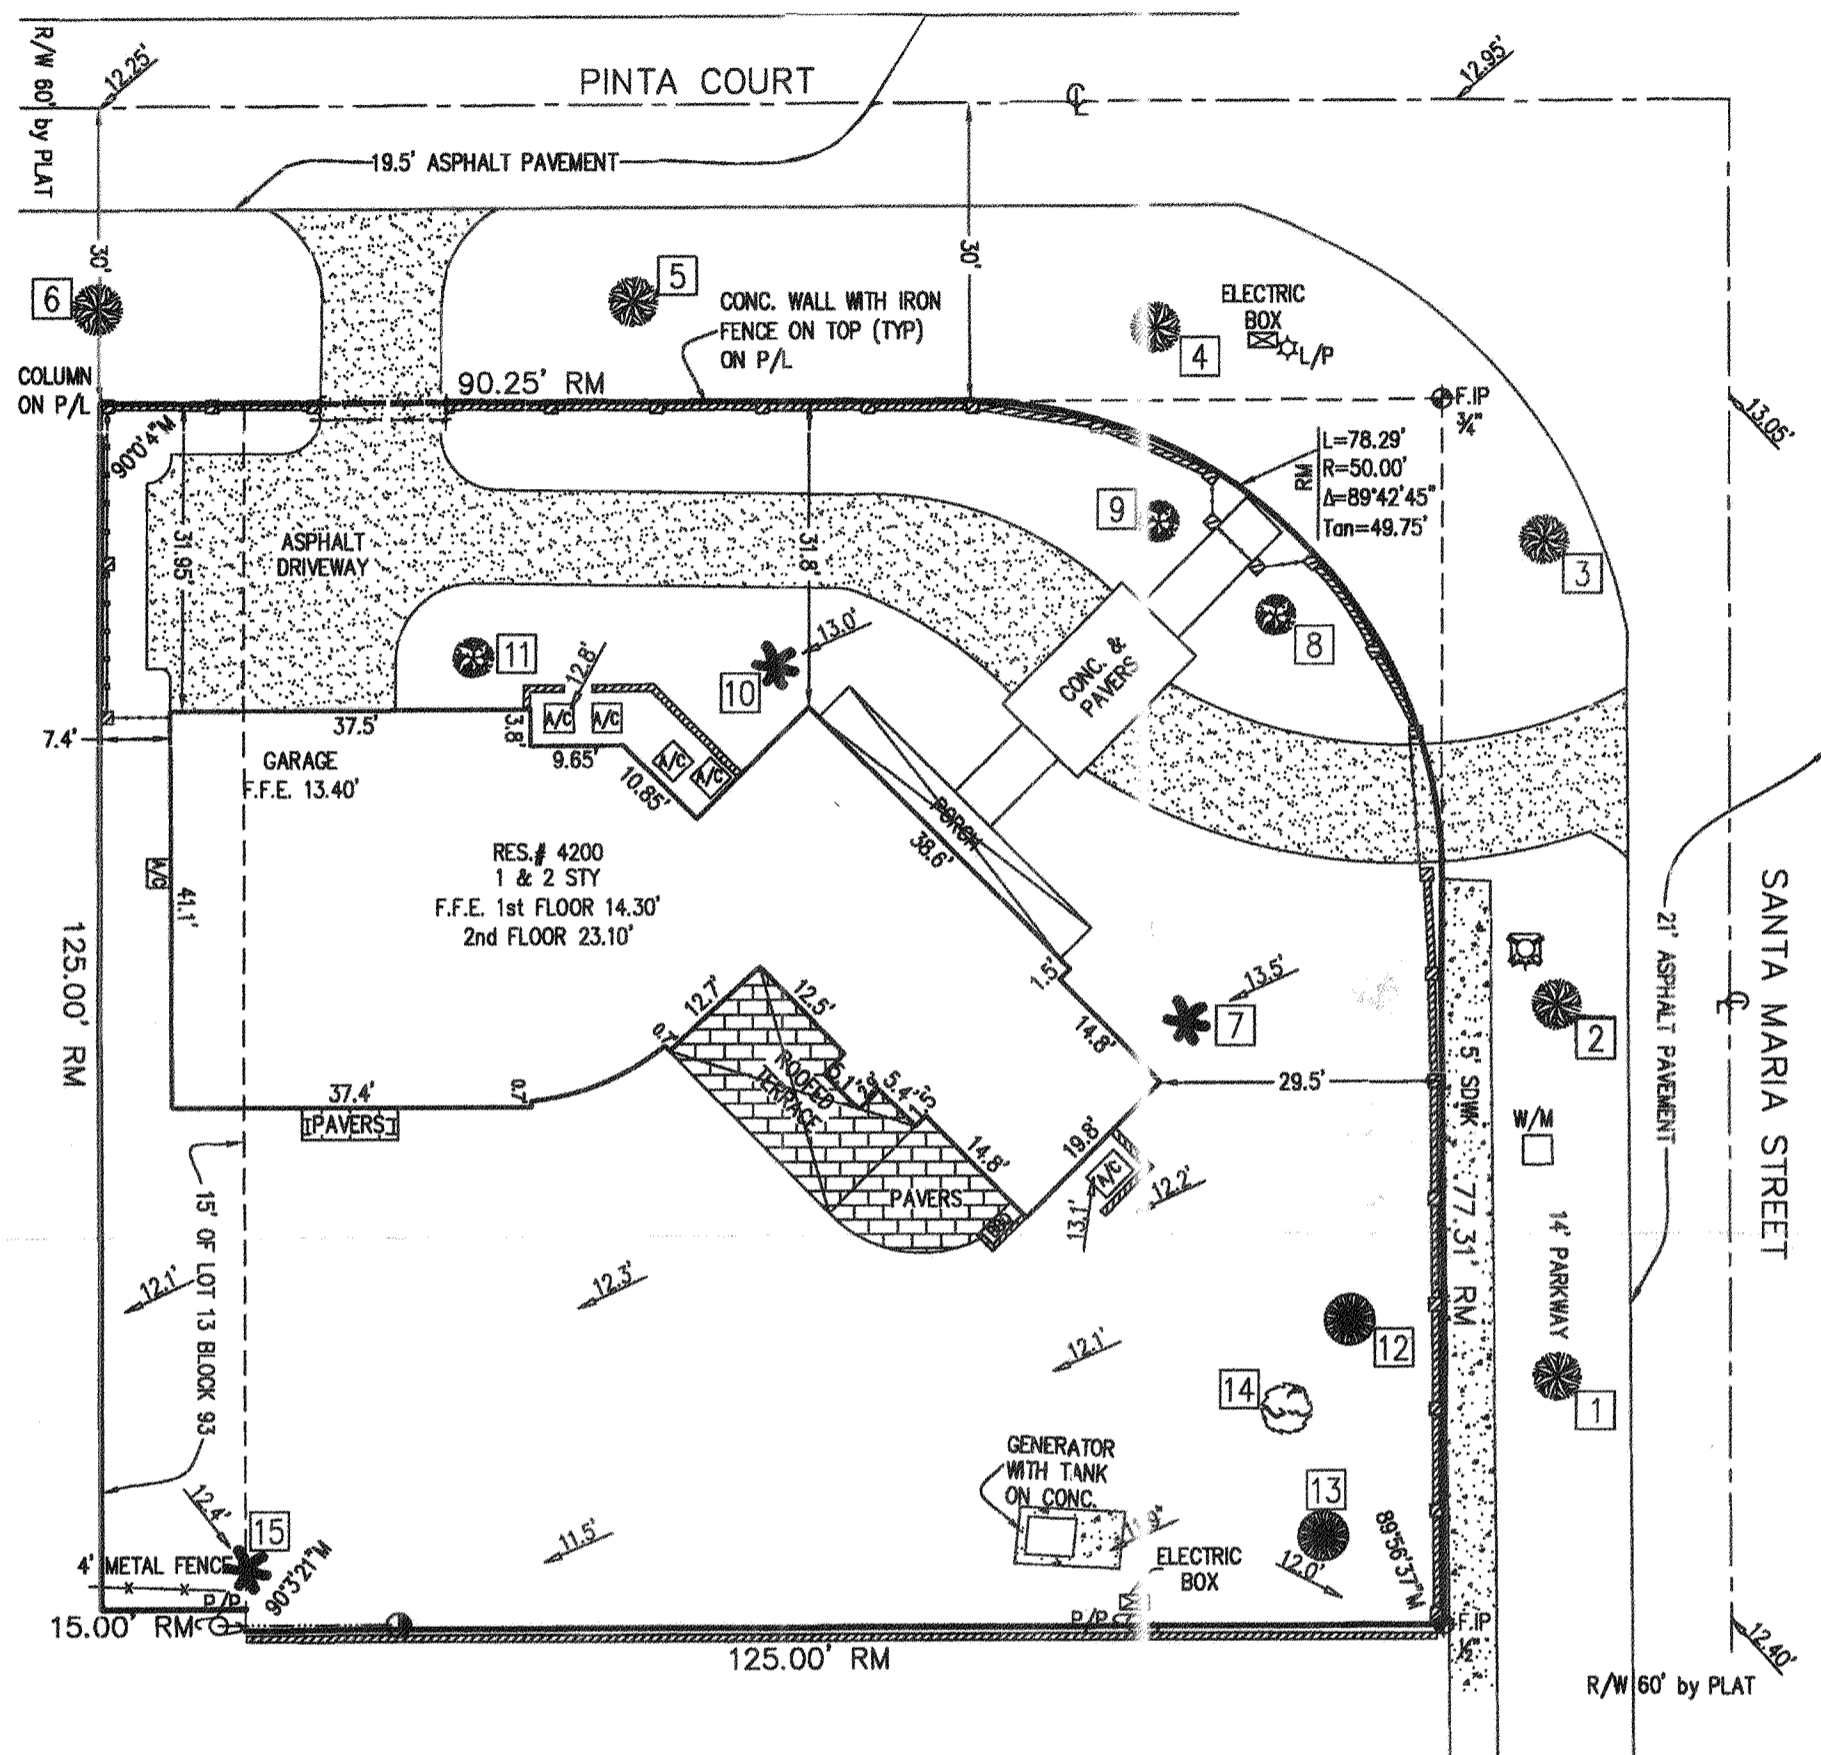 R/W 60' by PLAT
12.25'
PINTA COURT
12.95'
19.5' ASPHALT PAVEMENT
30'
30'
6
5
CONC. WALL WITH IRON
FENCE ON TOP (TYP)
ON P/L
4
ELECTRIC
BOX
L/P
COLUMN
ON P/L
90.25' RM
F.IP
3/4"
13.05'
90°0'4"M
L=78.29'
R=50.00'
Δ=89°42'45"
Tan=49.75'
RM
9
3
31.95'
ASPHALT
DRIVEWAY
31.8'
8
11
12.8'
13.0'
10
CONC. &
PAVERS
7.4'
37.5'
3.8'
A/C
A/C
9.65'
A/C
A/C
10.85'
GARAGE
F.F.E. 13.40'
PORCH
38.6'
RES.# 4200
1 & 2 STY
F.F.E. 1st FLOOR 14.30'
2nd FLOOR 23.10'
A/C
41.1'
125.00' RM
21' ASPHALT PAVEMENT
SANTA MARIA STREET
1.5'
13.5'
7
2
12.7'
12.5'
0.7'
14.8'
29.5'
5' SDWK
ROOFED
TERRACE
5.1'
5.4'
37.4'
0.7'
PAVERS
14.8'
19.8'
A/C
12.2'
13.1'
W/M
PAVERS
77.31' RM
14' PARKWAY
15' OF LOT 13 BLOCK 93
12.1'
12.3'
12.1'
12
14
1
GENERATOR
WITH TANK
ON CONC.
13
12.4'
15
11.5'
ELECTRIC
BOX
12.0'
89°56'37"M
4' METAL FENCE
90°3'21"M
P/P
P/P
15.00' RM
125.00' RM
F.IP
1/2"
12.40'
R/W 60' by PLAT